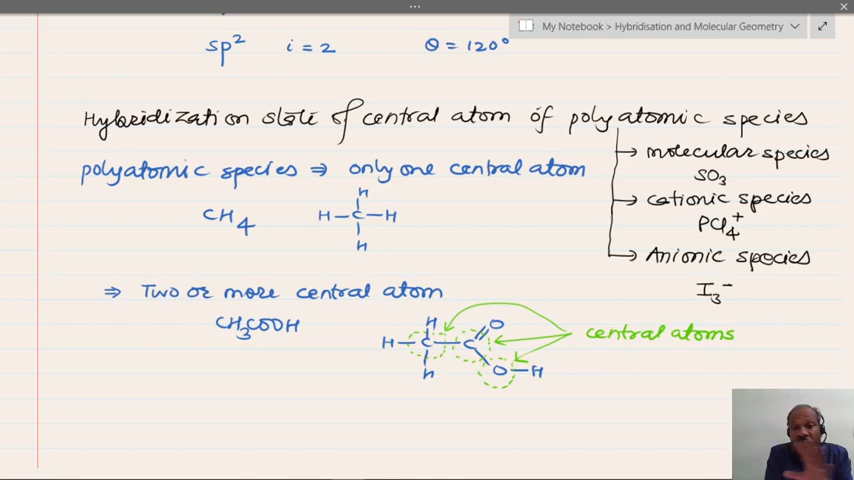 My Notebook > Hybridisation and Molecular Geometry
sp² i = 2 θ = 120°
Hybridization state of central atom of polyatomic species
molecular species
SO₃
cationic species
PCl₄⁺
Anionic species
I₃⁻
polyatomic species ⇒ only one central atom
CH₄
H
H–C–H
H
⇒ Two or more central atom
CH₃COOH
H O
H–C–C
H O–H
central atoms